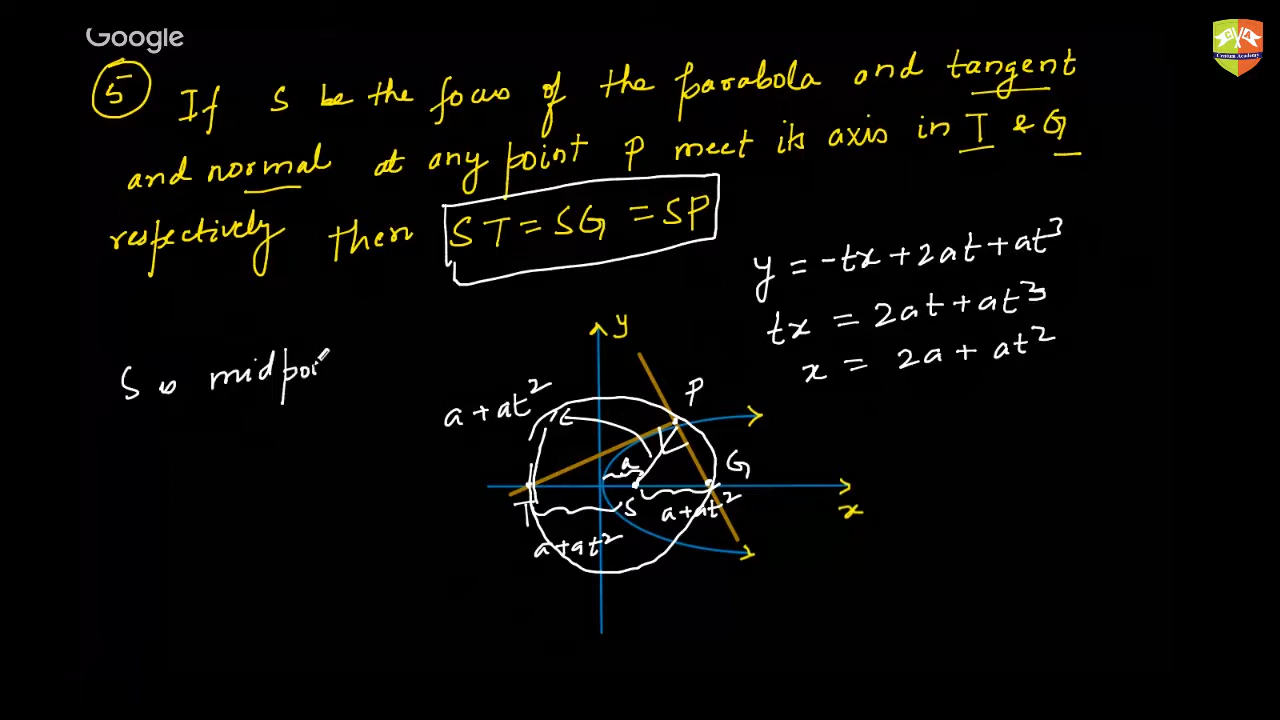 Google
5 If S be the focus of the parabola and tangent
and normal at any point P meet its axis in T & G
respectively then ST = SG = SP
y = -tx + 2at + at³
tx = 2at + at³
x = 2a + at²
S is midpoi
y
a + at²
P
a
G
T
S
a + at²
x
a + at²
Centum Academy